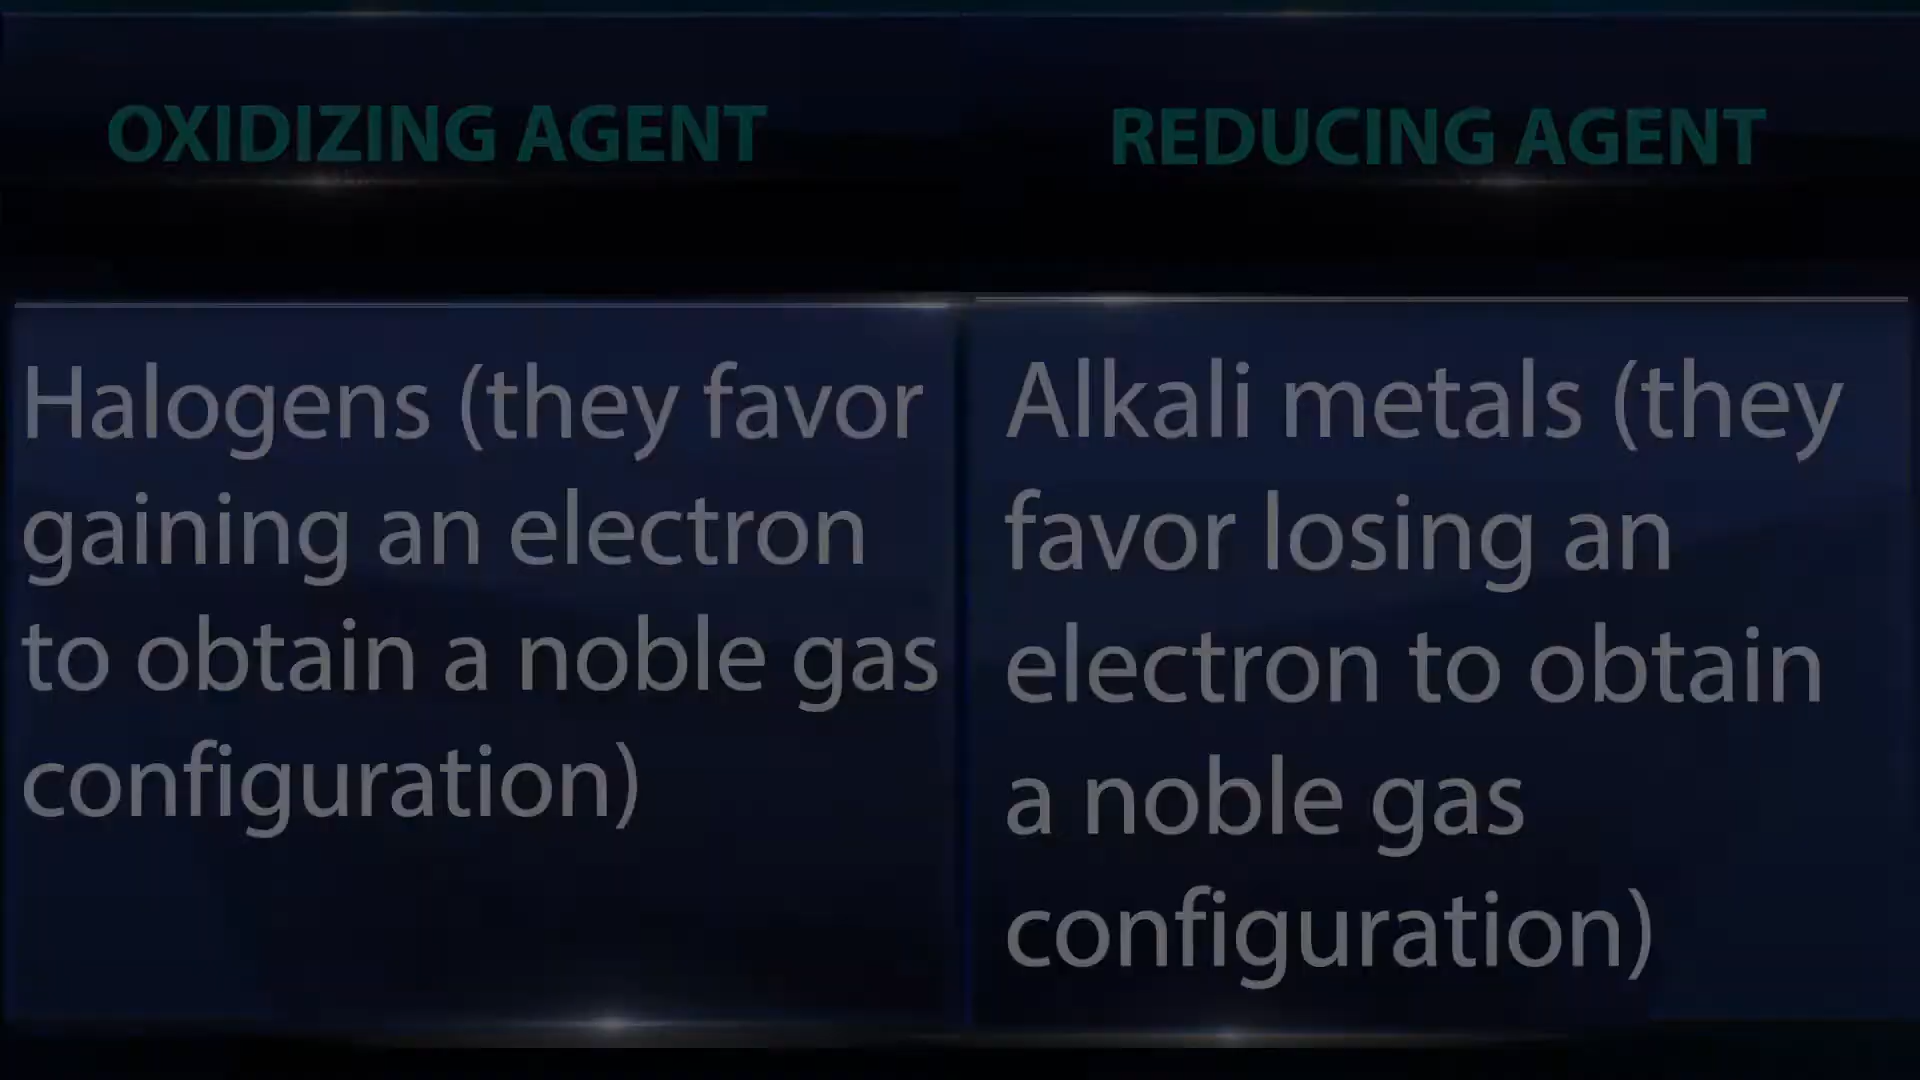 OXIDIZING AGENT
Halogens (they favor
gaining an electron
to obtain a noble gas
configuration)
REDUCING AGENT
Alkali metals (they
favor losing an
electron to obtain
a noble gas
configuration)